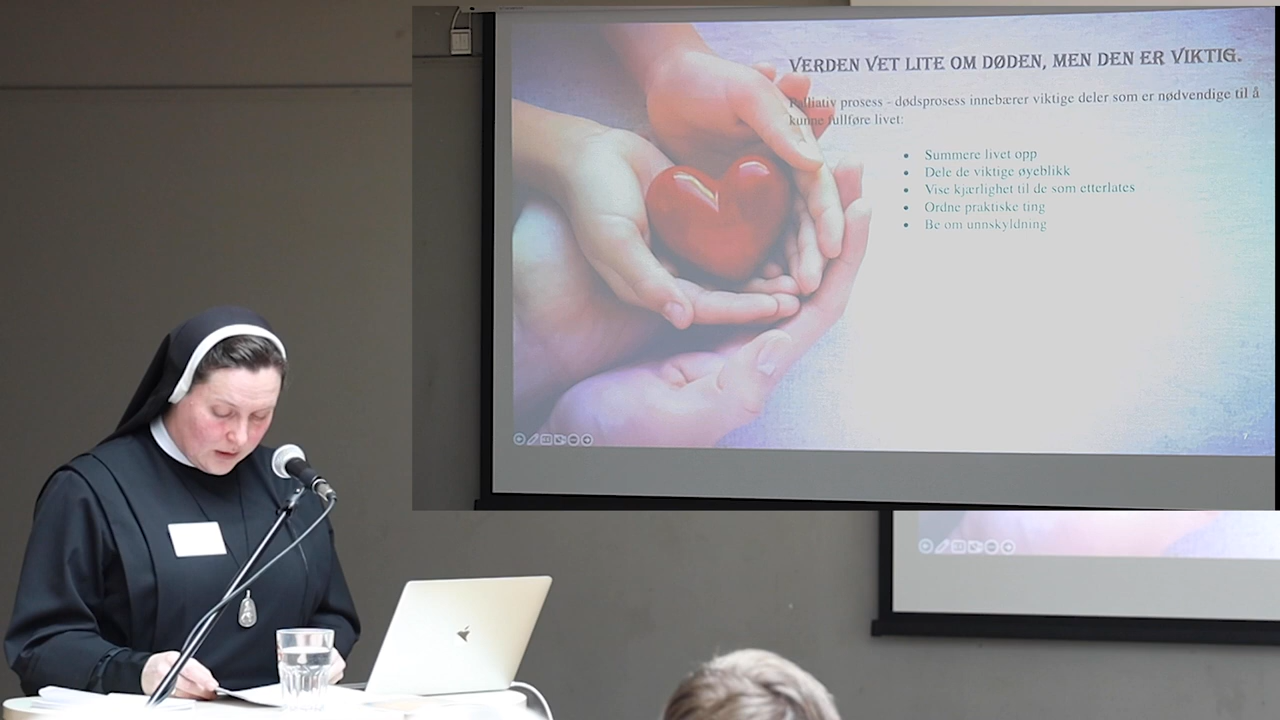 VERDEN VET LITE OM DØDEN, MEN DEN ER VIKTIG.
Palliativ prosess - dødsprosess innebærer viktige deler som er nødvendige til å
kunne fullføre livet:
• Summere livet opp
• Dele de viktige øyeblikk
• Vise kjærlighet til de som etterlates
• Ordne praktiske ting
• Be om unnskyldning